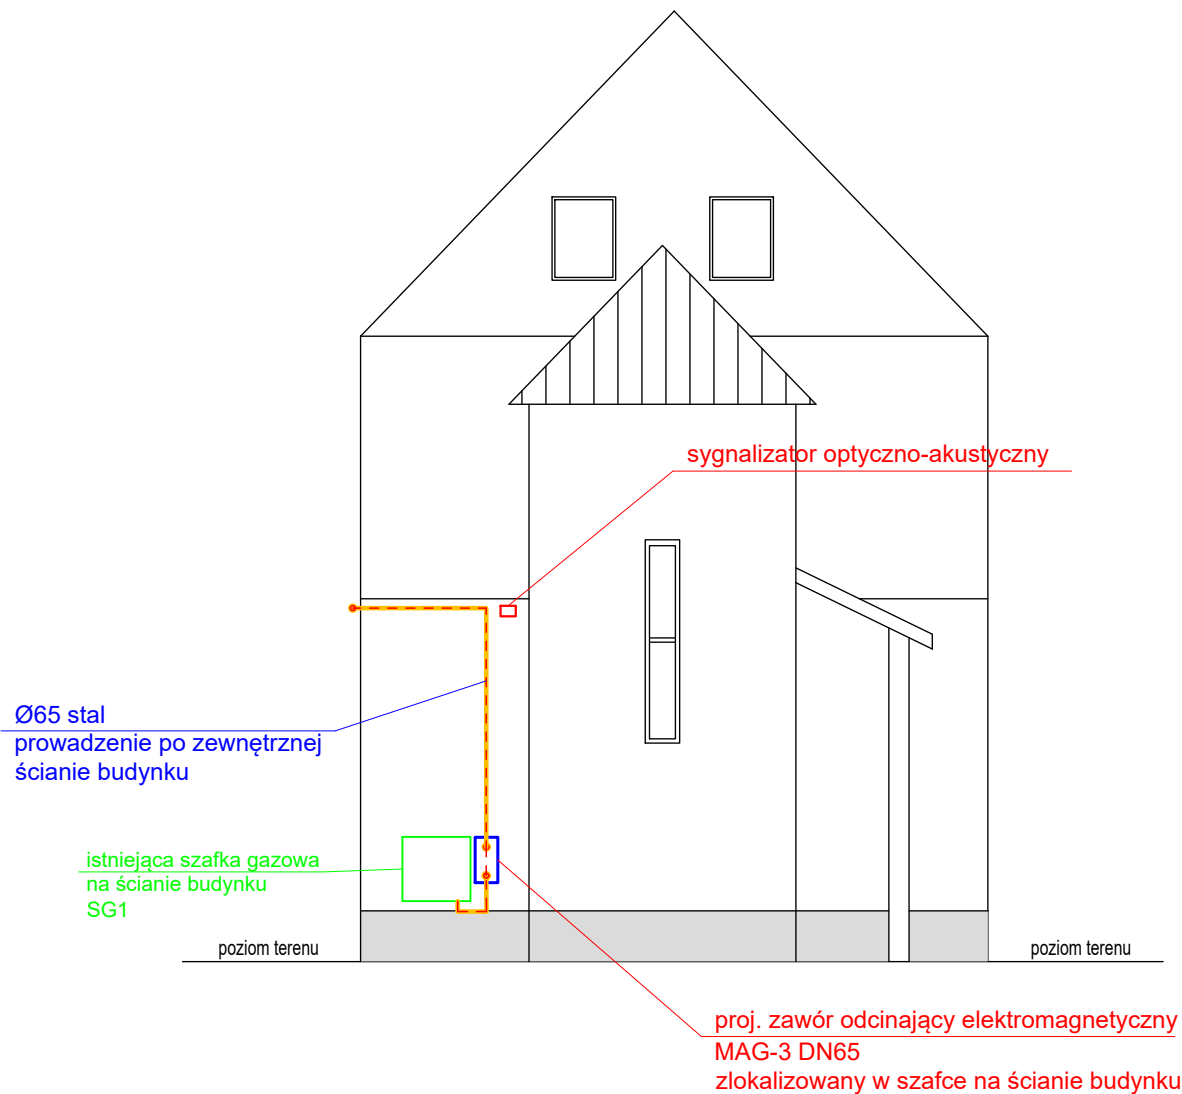 sygnalizator optyczno-akustyczny
Ø65 stal
prowadzenie po zewnętrznej
ścianie budynku
istniejąca szafka gazowa
na ścianie budynku
SG1
poziom terenu
poziom terenu
proj. zawór odcinający elektromagnetyczny
MAG-3 DN65
zlokalizowany w szafce na ścianie budynku